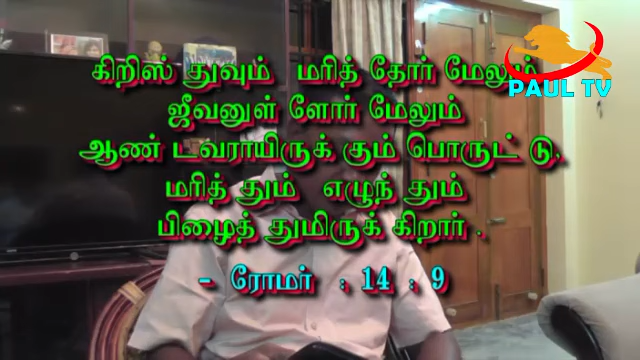 கிறிஸ் துவும் மரித் தோர் மேலும்
ஜீவனுள் ளோர் மேலும்
ஆண் டவராயிருக் கும் பொருட் டு,
மரித் தும் எழுந் தும்
பிழைத் துமிருக் கிறார் .
- ரோமர் : 14 : 9
PAUL TV